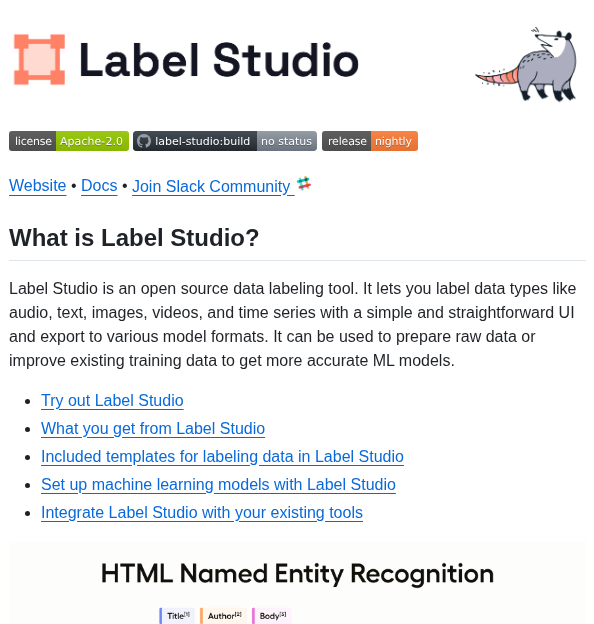 Label Studio
license Apache-2.0 label-studio:build no status release nightly
Website • Docs • Join Slack Community
What is Label Studio?
Label Studio is an open source data labeling tool. It lets you label data types like
audio, text, images, videos, and time series with a simple and straightforward UI
and export to various model formats. It can be used to prepare raw data or
improve existing training data to get more accurate ML models.
• Try out Label Studio
• What you get from Label Studio
• Included templates for labeling data in Label Studio
• Set up machine learning models with Label Studio
• Integrate Label Studio with your existing tools
HTML Named Entity Recognition
Title[1] Author[2] Body[3]